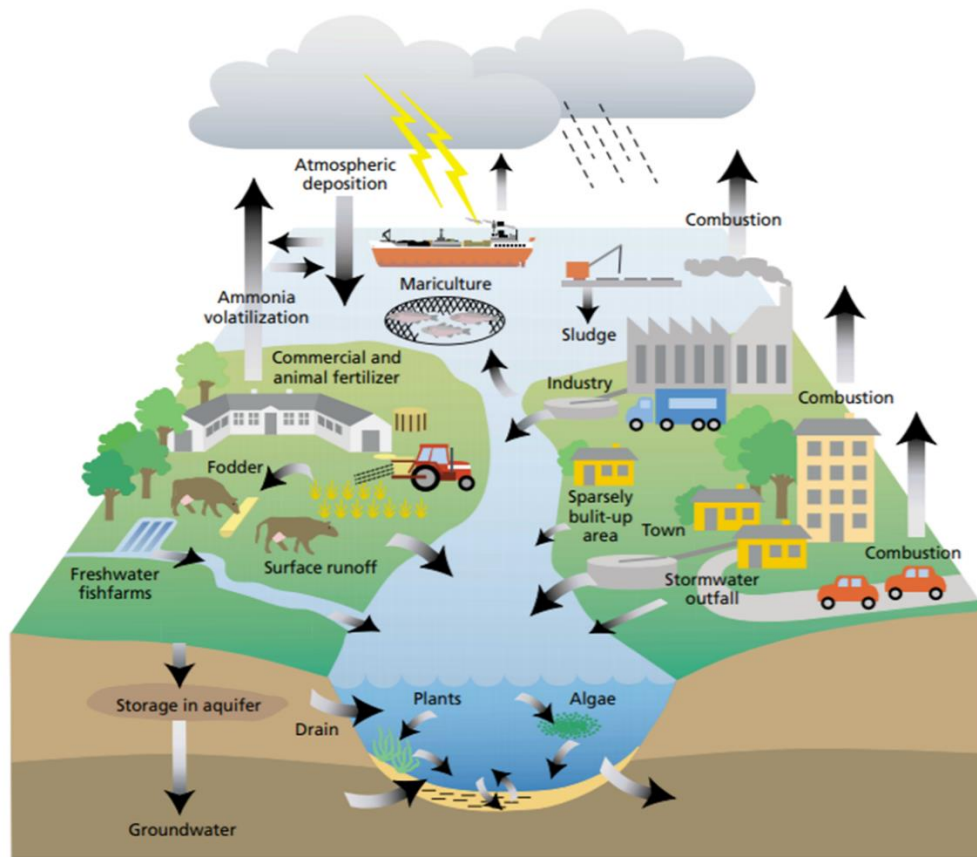 Atmospheric
deposition
Combustion
Mariculture
Ammonia
volatilization
Sludge
Commercial and
animal fertilizer
Industry
Combustion
Fodder
Sparsely
bulit-up
area
Town
Combustion
Freshwater
fishfarms
Surface runoff
Stormwater
outfall
Storage in aquifer
Plants
Algae
Drain
Groundwater